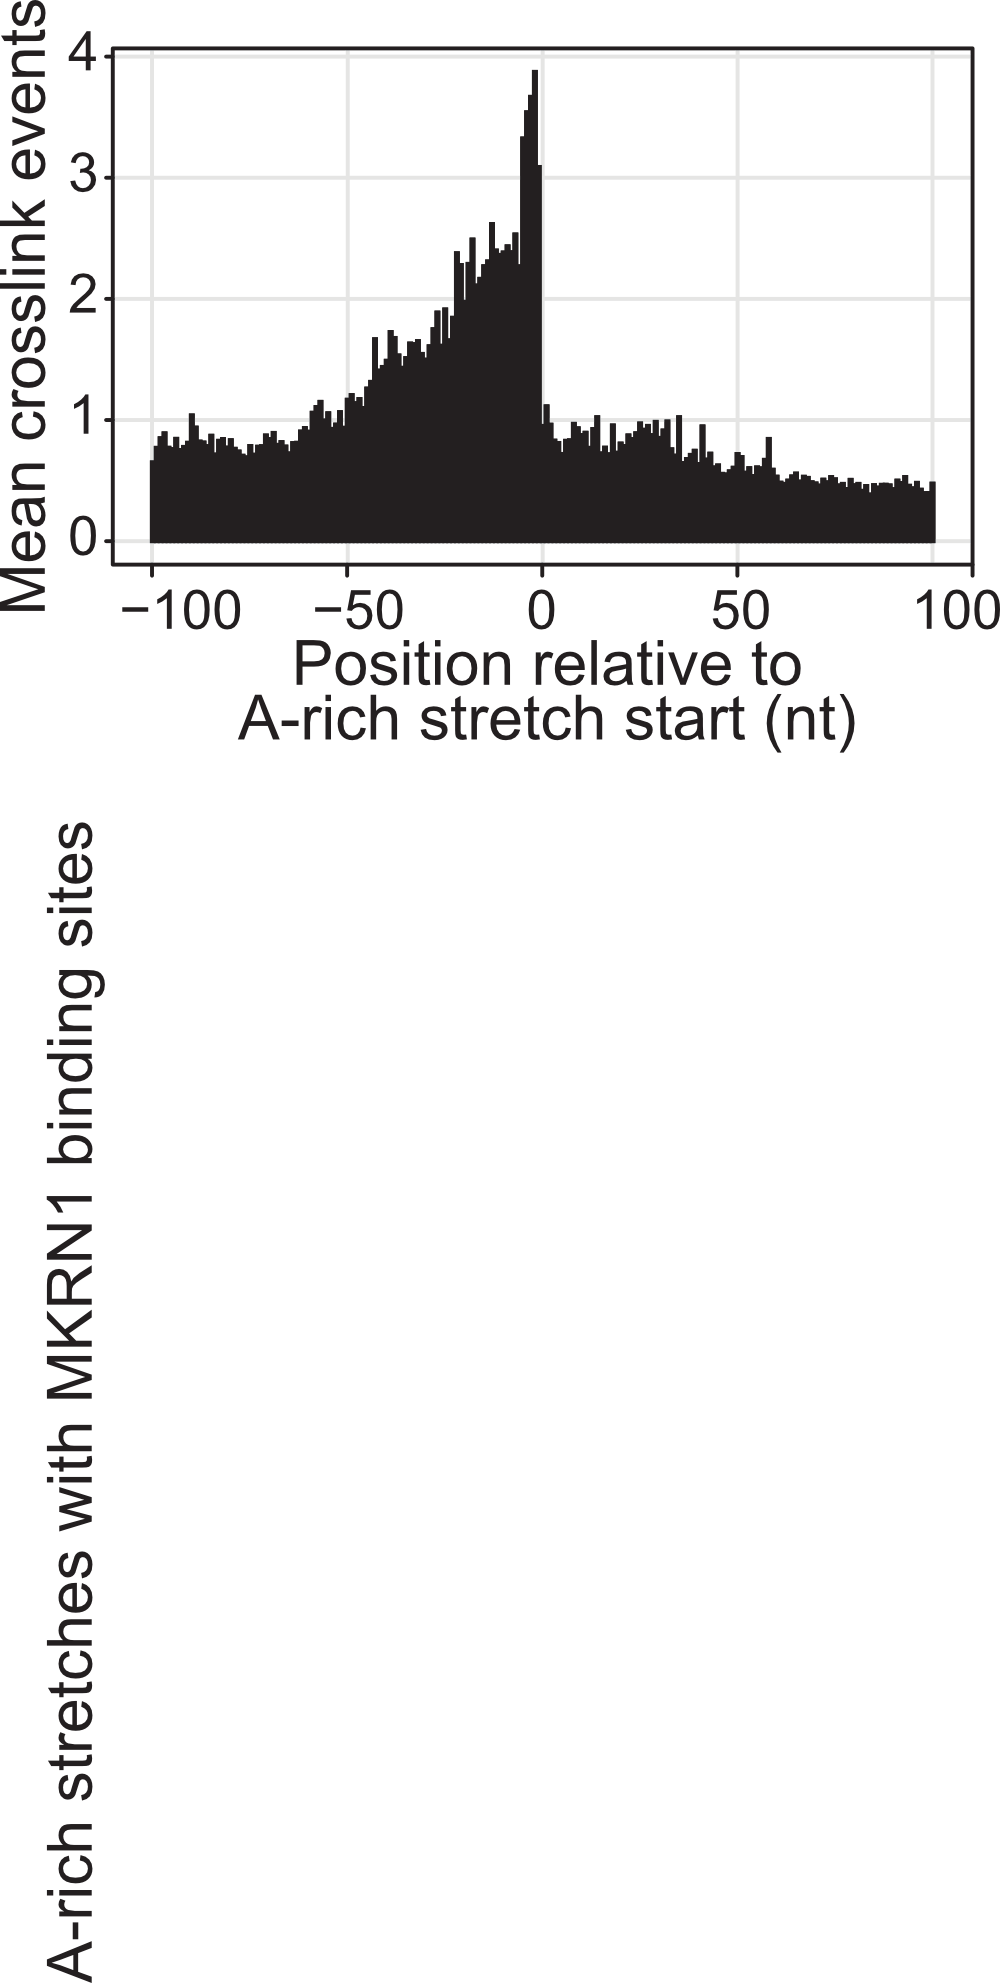 Mean crosslink events
4
3
2
1
0
−100 −50 0 50 100
Position relative to
A-rich stretch start (nt)
A-rich stretches with MKRN1 binding sites